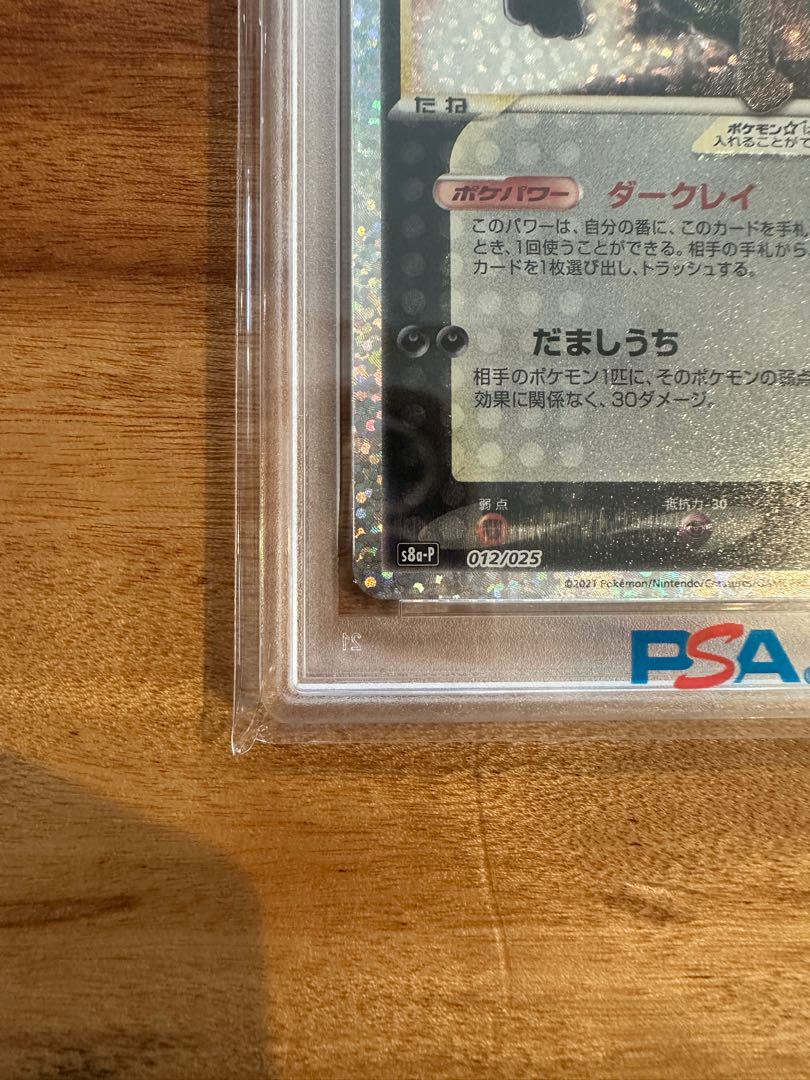 たね
ポケモン☆
入れることがで
ポケパワー ダークレイ
このパワーは、自分の番に、このカードを手札
とき、1回使うことができる。相手の手札から、
カードを1枚選び出し、トラッシュする。
だましうち
相手のポケモン1匹に、そのポケモンの弱点
効果に関係なく、30ダメージ。
弱点 抵抗力 -30
s8a-P 012/025
©2021 Pokémon/Nintendo/Creatures/GAME
21
PSA